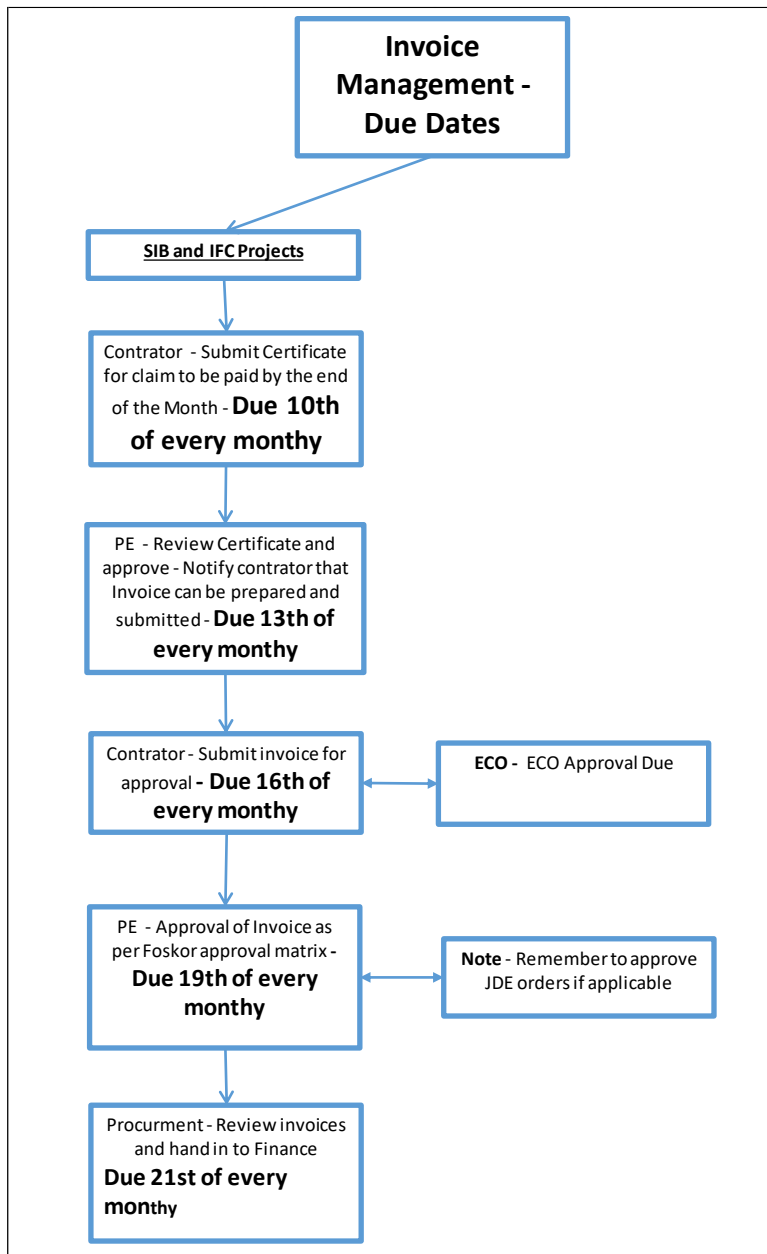 Invoice
Management -
Due Dates
SIB and IFC Projects
Contrator - Submit Certificate
for claim to be paid by the end
of the Month - Due 10th
of every monthy
PE - Review Certificate and
approve - Notify contrator that
Invoice can be prepared and
submitted - Due 13th of
every monthy
Contrator - Submit invoice for
approval - Due 16th of
every monthy
ECO - ECO Approval Due
PE - Approval of Invoice as
per Foskor approval matrix -
Due 19th of every
monthy
Note - Remember to approve
JDE orders if applicable
Procurment - Review invoices
and hand in to Finance
Due 21st of every
monthy